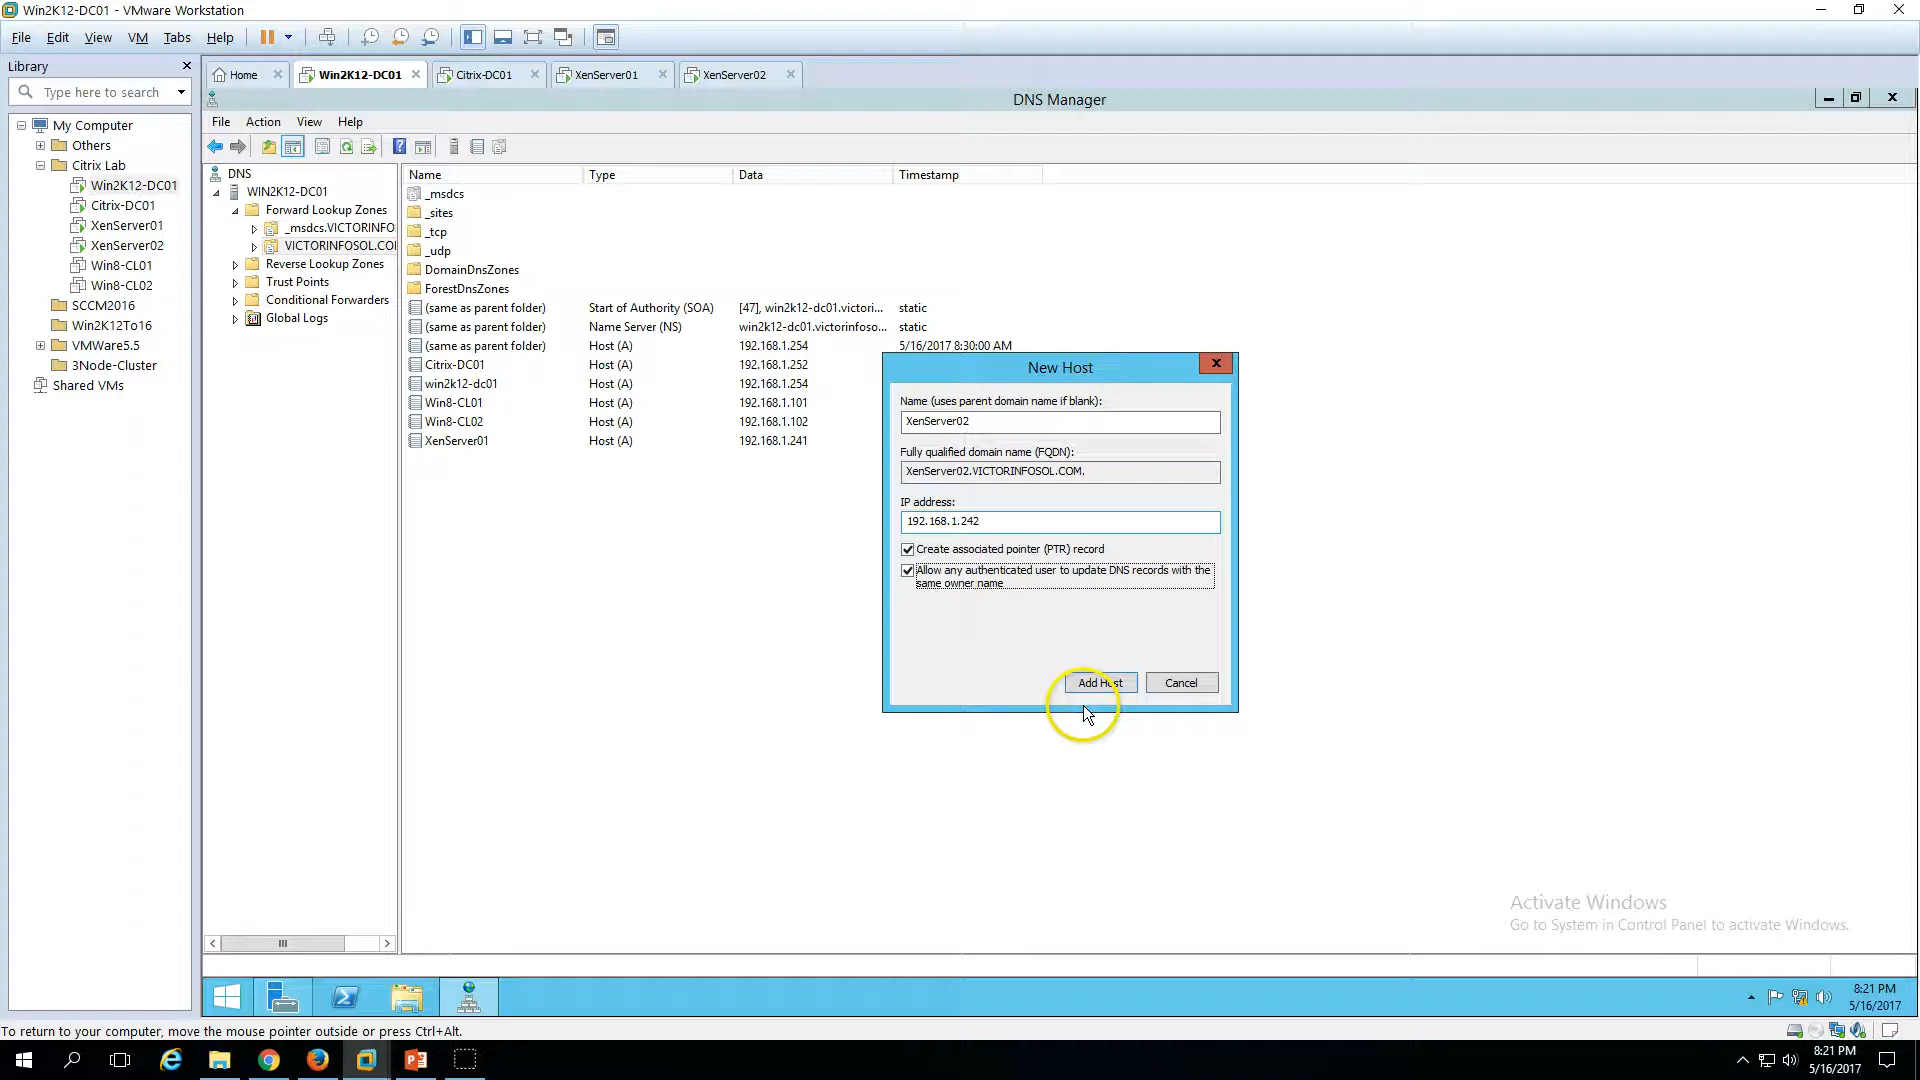 Win2K12-DC01 - VMware Workstation
File Edit View VM Tabs Help
Library
Type here to search
My Computer
Others
Citrix Lab
Win2K12-DC01
Citrix-DC01
XenServer01
XenServer02
Win8-CL01
Win8-CL02
SCCM2016
Win2K12To16
VMWare5.5
3Node-Cluster
Shared VMs
Home Win2K12-DC01 Citrix-DC01 XenServer01 XenServer02
DNS Manager
File Action View Help
DNS
WIN2K12-DC01
Forward Lookup Zones
_msdcs.VICTORINFO
VICTORINFOSOL.CO
Reverse Lookup Zones
Trust Points
Conditional Forwarders
Global Logs
Name Type Data Timestamp
_msdcs
_sites
_tcp
_udp
DomainDnsZones
ForestDnsZones
(same as parent folder) Start of Authority (SOA) [47], win2k12-dc01.victori... static
(same as parent folder) Name Server (NS) win2k12-dc01.victorinfoso... static
(same as parent folder) Host (A) 192.168.1.254 5/16/2017 8:30:00 AM
Citrix-DC01 Host (A) 192.168.1.252
win2k12-dc01 Host (A) 192.168.1.254
Win8-CL01 Host (A) 192.168.1.101
Win8-CL02 Host (A) 192.168.1.102
XenServer01 Host (A) 192.168.1.241
New Host
Name (uses parent domain name if blank):
XenServer02
Fully qualified domain name (FQDN):
XenServer02.VICTORINFOSOL.COM.
IP address:
192.168.1.242
Create associated pointer (PTR) record
Allow any authenticated user to update DNS records with the
same owner name
Add Host Cancel
Activate Windows
Go to System in Control Panel to activate Windows.
8:21 PM
5/16/2017
To return to your computer, move the mouse pointer outside or press Ctrl+Alt.
8:21 PM
5/16/2017